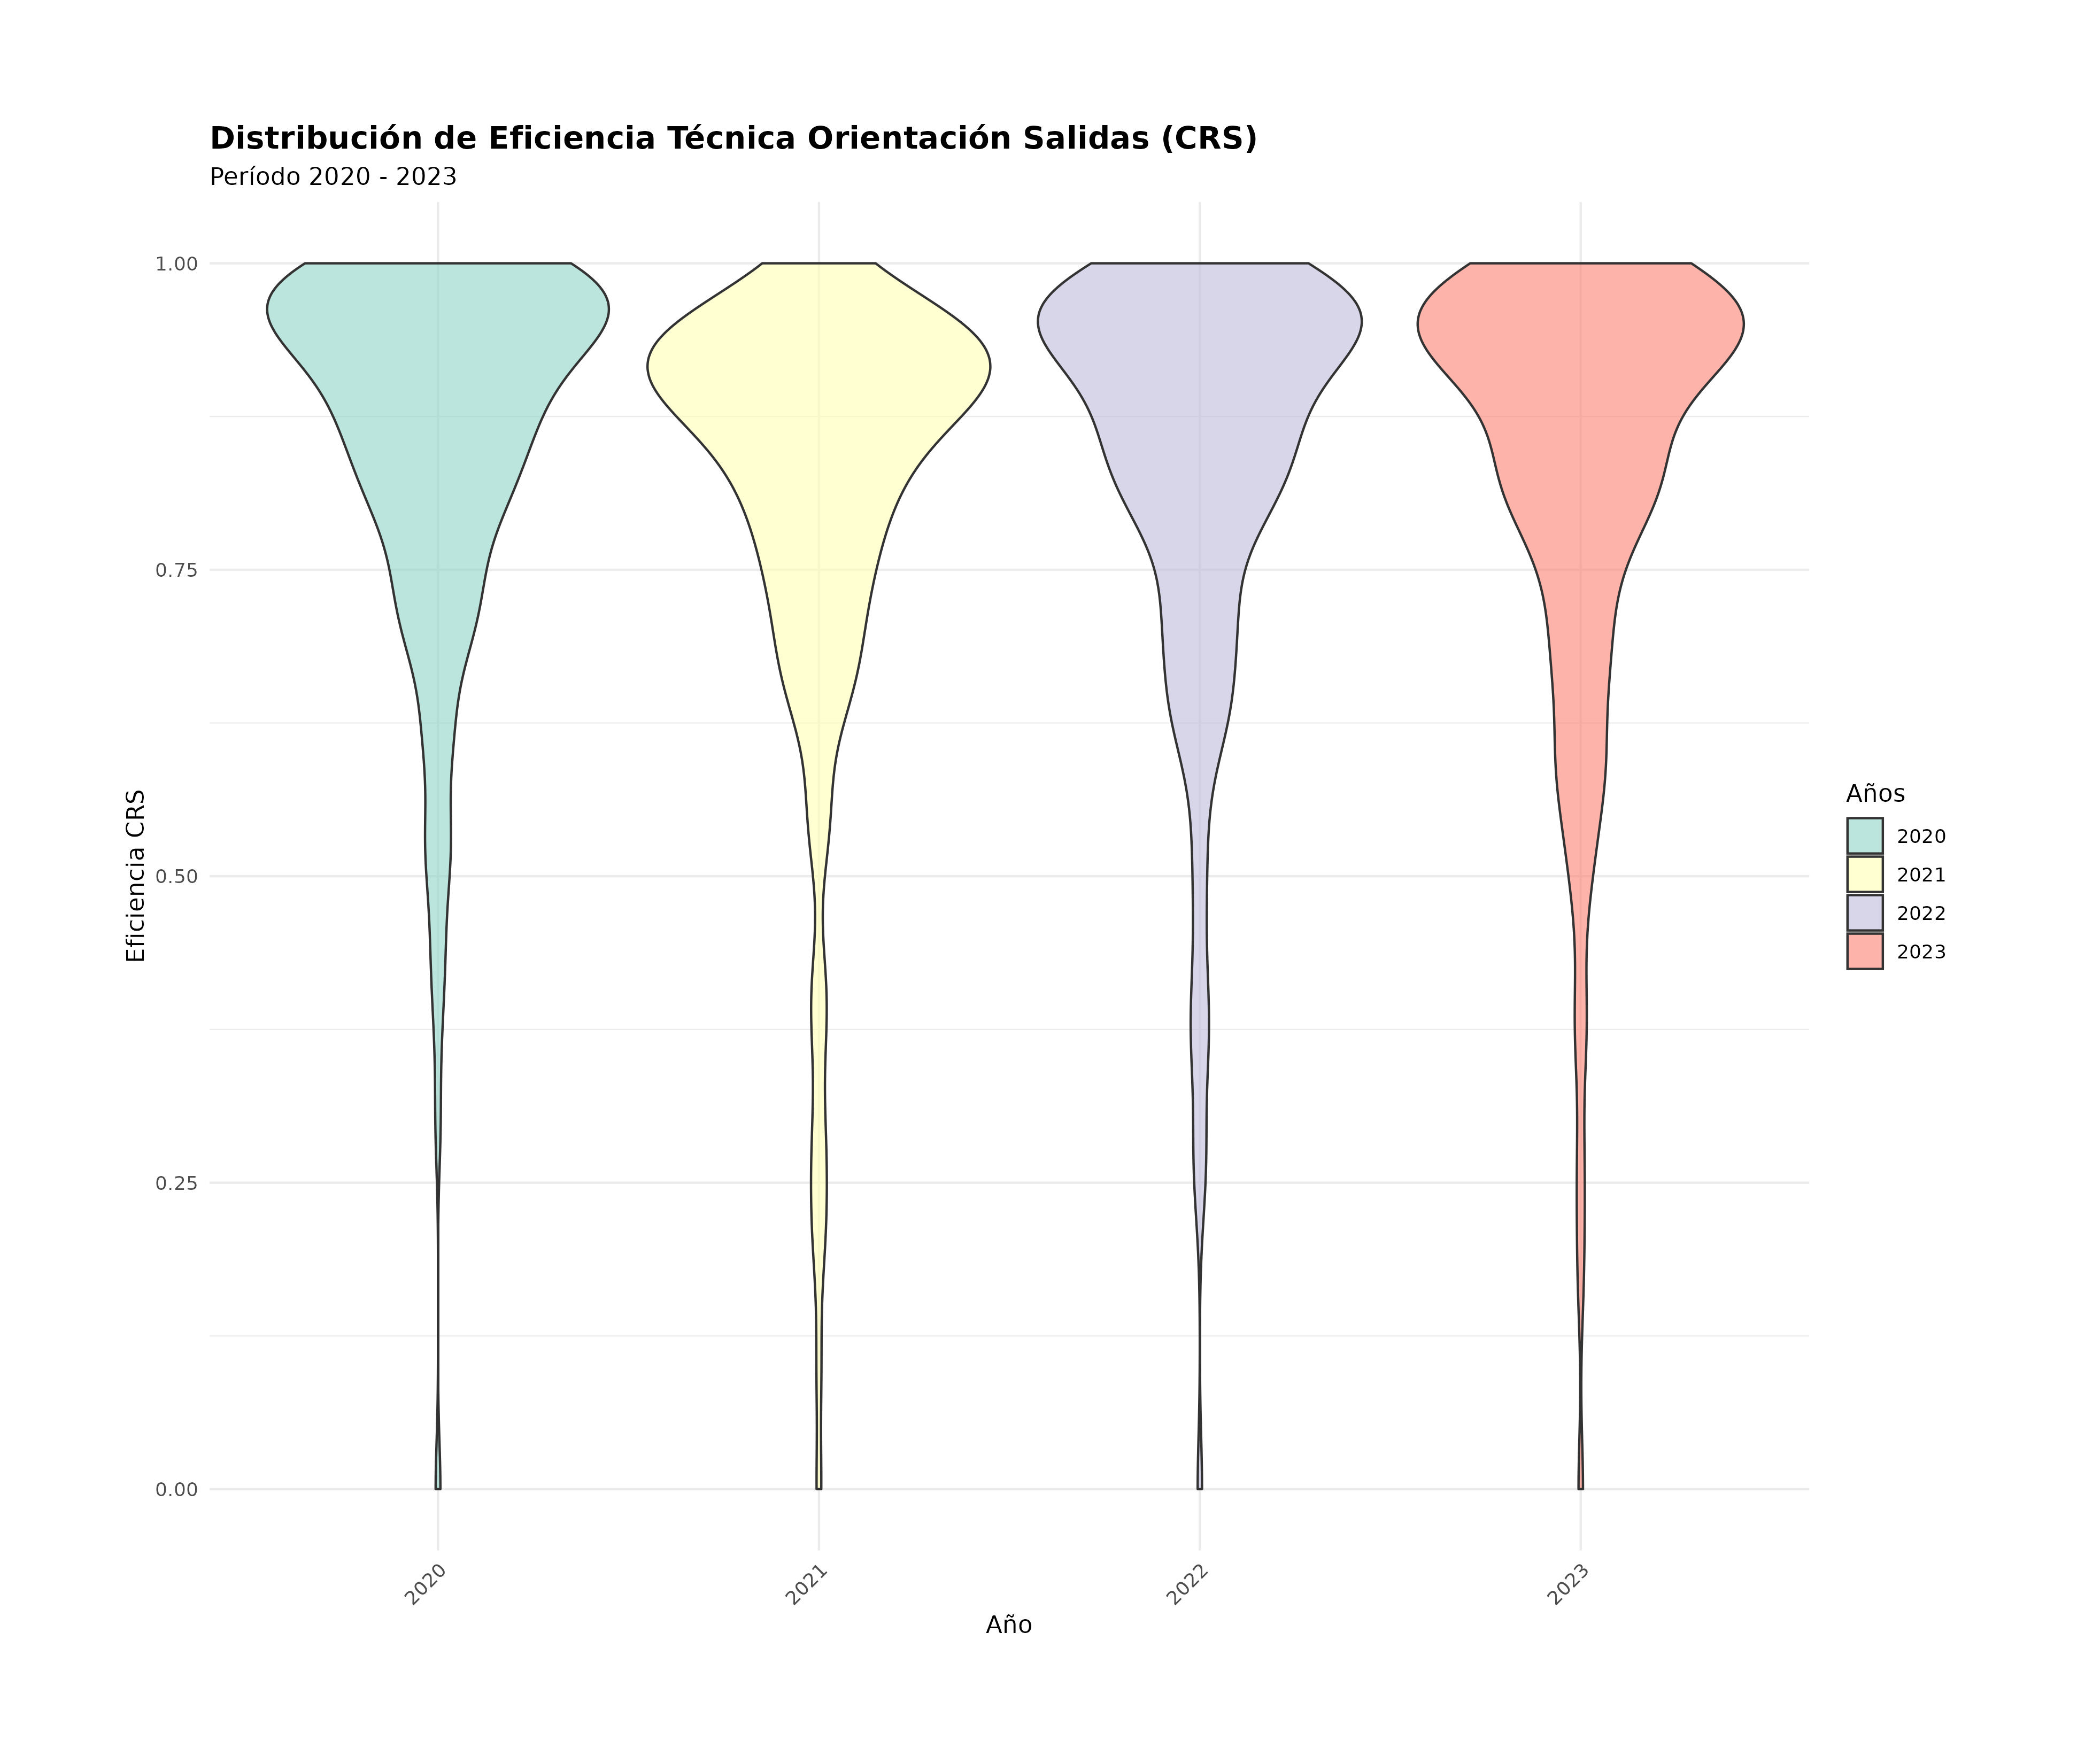 Distribución de Eficiencia Técnica Orientación Salidas (CRS)
Período 2020 - 2023
Eficiencia CRS
1.00
0.75
0.50
0.25
0.00
2020
2021
2022
2023
Año
Años
2020
2021
2022
2023